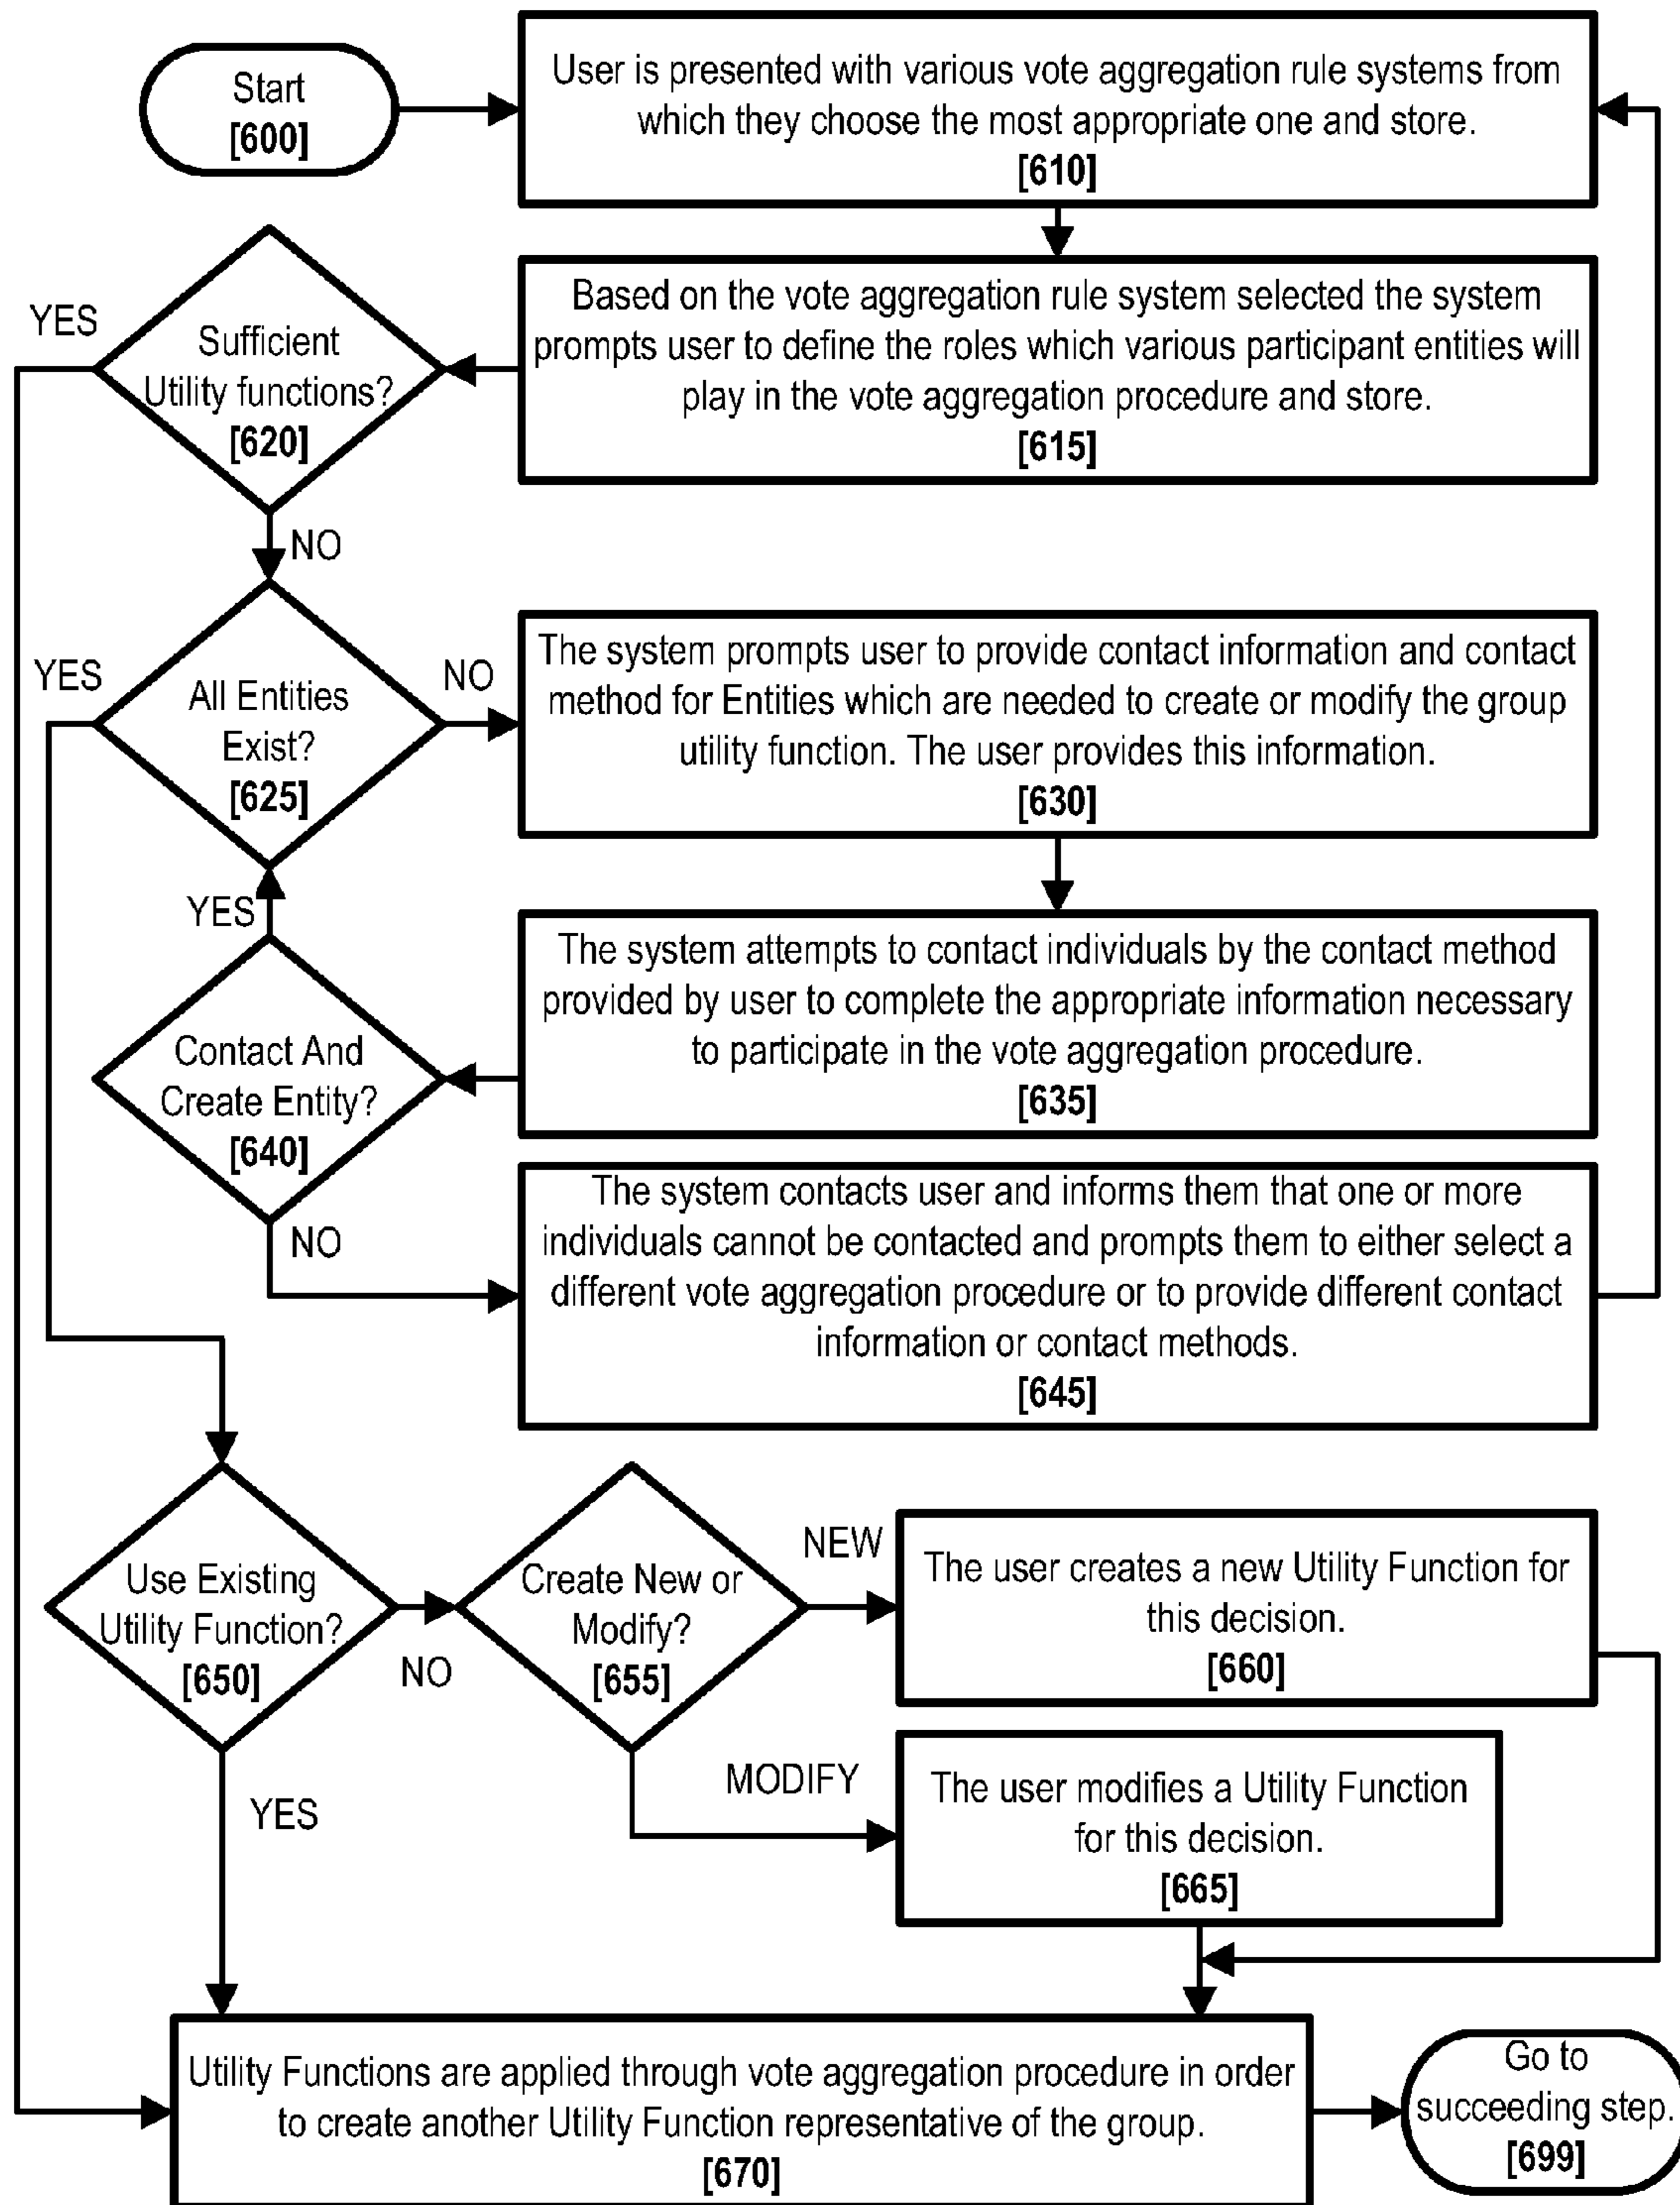 Start
[600]
User is presented with various vote aggregation rule systems from
which they choose the most appropriate one and store.
[610]
Based on the vote aggregation rule system selected the system
prompts user to define the roles which various participant entities will
play in the vote aggregation procedure and store.
[615]
YES
Sufficient
Utility functions?
[620]
NO
YES
All Entities
Exist?
[625]
NO
The system prompts user to provide contact information and contact
method for Entities which are needed to create or modify the group
utility function. The user provides this information.
[630]
The system attempts to contact individuals by the contact method
provided by user to complete the appropriate information necessary
to participate in the vote aggregation procedure.
[635]
YES
Contact And
Create Entity?
[640]
NO
The system contacts user and informs them that one or more
individuals cannot be contacted and prompts them to either select a
different vote aggregation procedure or to provide different contact
information or contact methods.
[645]
Use Existing
Utility Function?
[650]
NO
Create New or
Modify?
[655]
NEW
The user creates a new Utility Function for
this decision.
[660]
MODIFY
The user modifies a Utility Function
for this decision.
[665]
YES
Utility Functions are applied through vote aggregation procedure in order
to create another Utility Function representative of the group.
[670]
Go to
succeeding step.
[699]